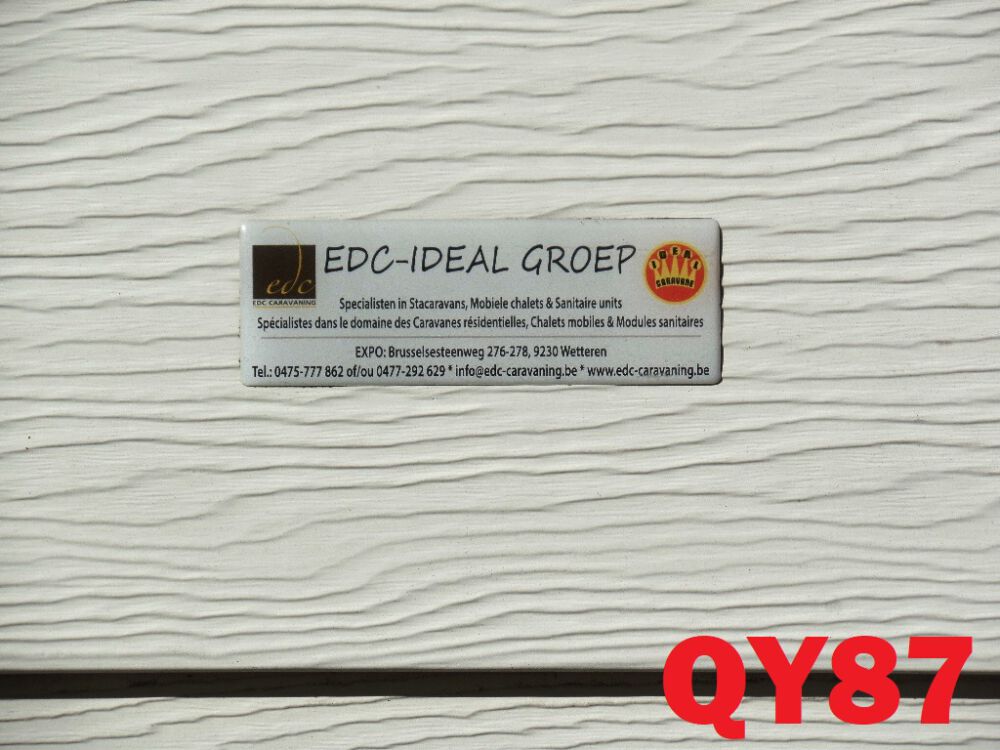 EDC-IDEAL GROEP
edc
EDC CARAVANING
IDEAL
CARAVANE
Specialisten in Stacaravans, Mobiele chalets & Sanitaire units
Spécialistes dans le domaine des Caravanes résidentielles, Chalets mobiles & Modules sanitaires
EXPO: Brusselsesteenweg 276-278, 9230 Wetteren
Tel.: 0475-777 862 of/ou 0477-292 629 * info@edc-caravaning.be * www.edc-caravaning.be
QY87